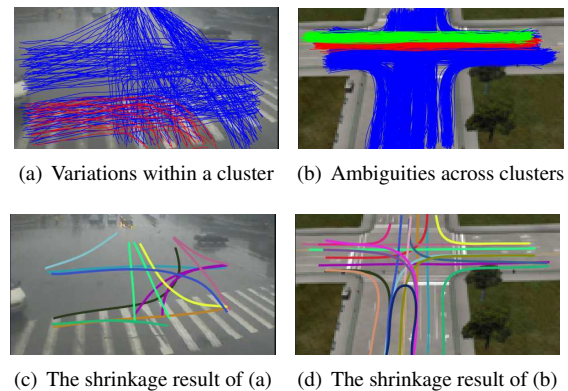 (a) Variations within a cluster
(b) Ambiguities across clusters
(c) The shrinkage result of (a)
(d) The shrinkage result of (b)